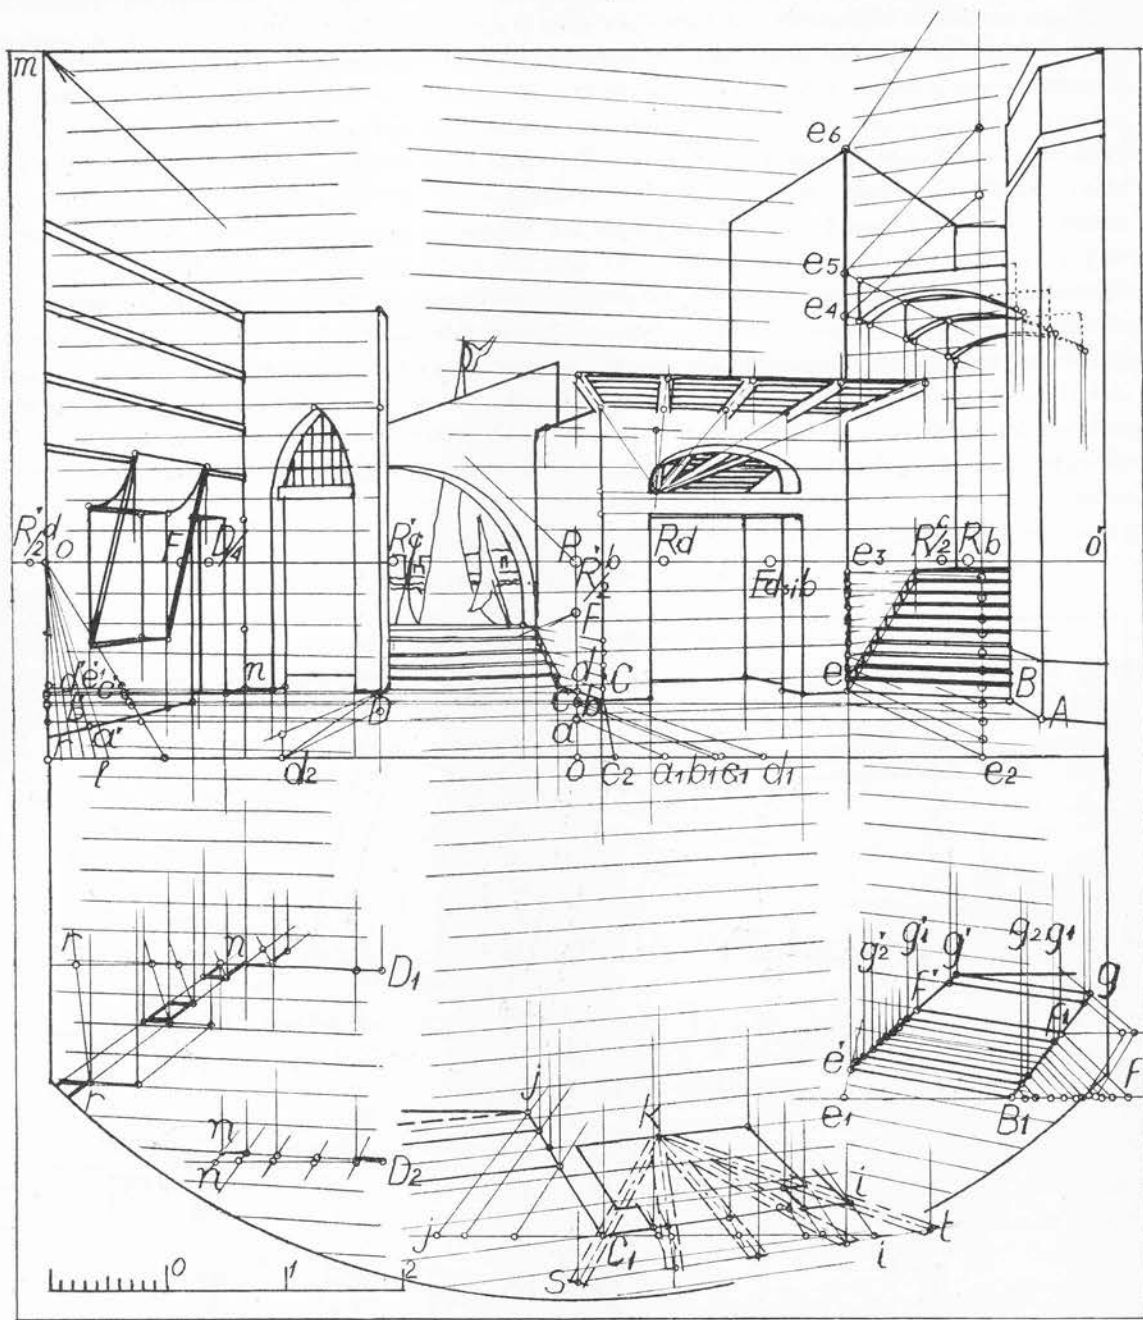 m
e6
e5
e4
R'd/2 O F D/4 R'c P R'b/2 Rd e3 R'c/2 Rb o'
F
d' e'1 n D d C e B
c' b' a' c b a A
l d2 o c2 a1 b1 e1 d1 e2
r n D1 g'2 g'1 g' g2 g1 g
f' f1
r j k e' F
n e1 B1
n D2 i
j C1 i t
S
0 1 2